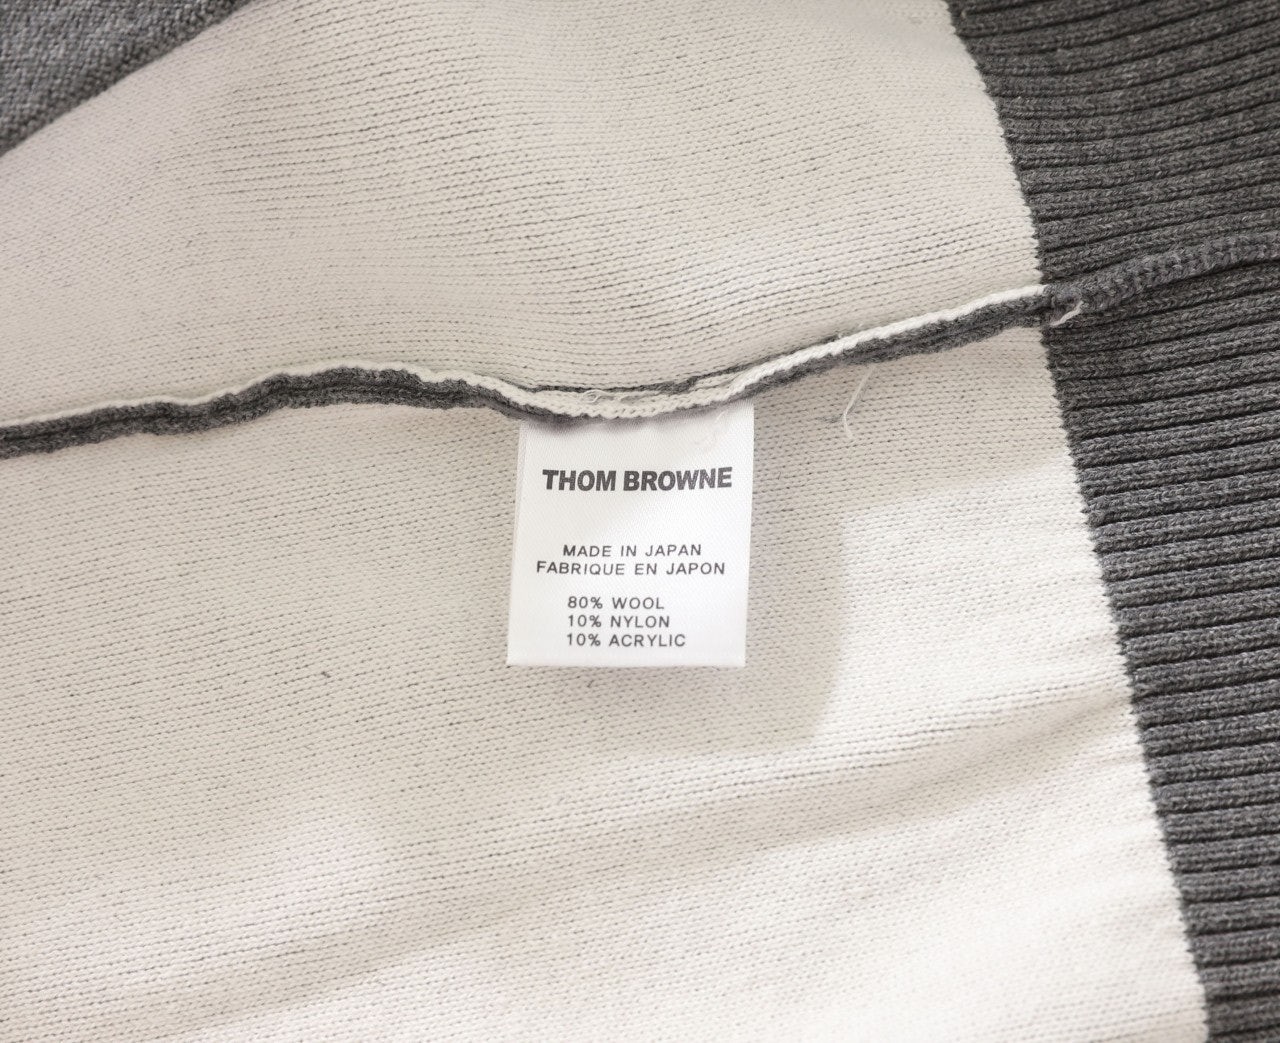 THOM BROWNE
MADE IN JAPAN
FABRIQUE EN JAPON
80% WOOL
10% NYLON
10% ACRYLIC